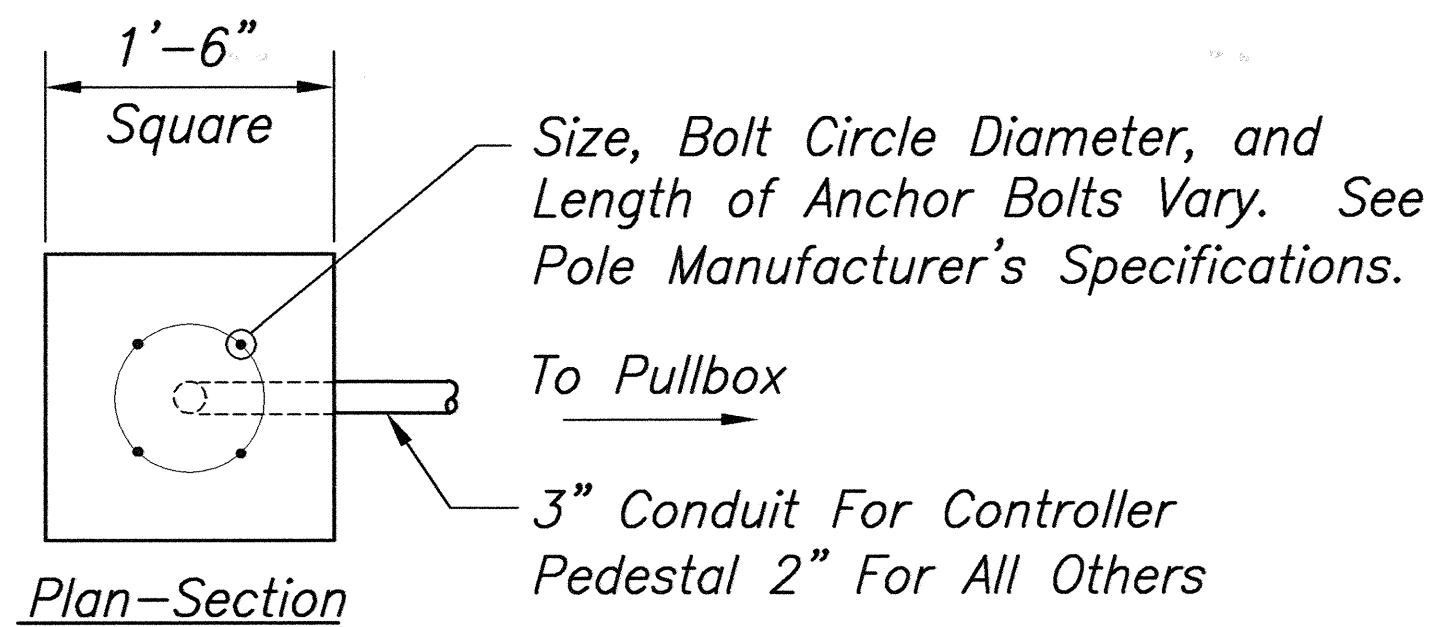 1'-6"
Square
Size, Bolt Circle Diameter, and
Length of Anchor Bolts Vary. See
Pole Manufacturer's Specifications.
To Pullbox
3" Conduit For Controller
Pedestal 2" For All Others
Plan-Section